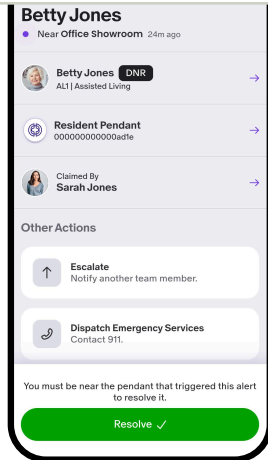 Betty Jones
Near Office Showroom 24m ago
Betty Jones DNR
AL1 | Assisted Living
Resident Pendant
000000000000ad1e
Claimed By
Sarah Jones
Other Actions
Escalate
Notify another team member.
Dispatch Emergency Services
Contact 911.
You must be near the pendant that triggered this alert
to resolve it.
Resolve